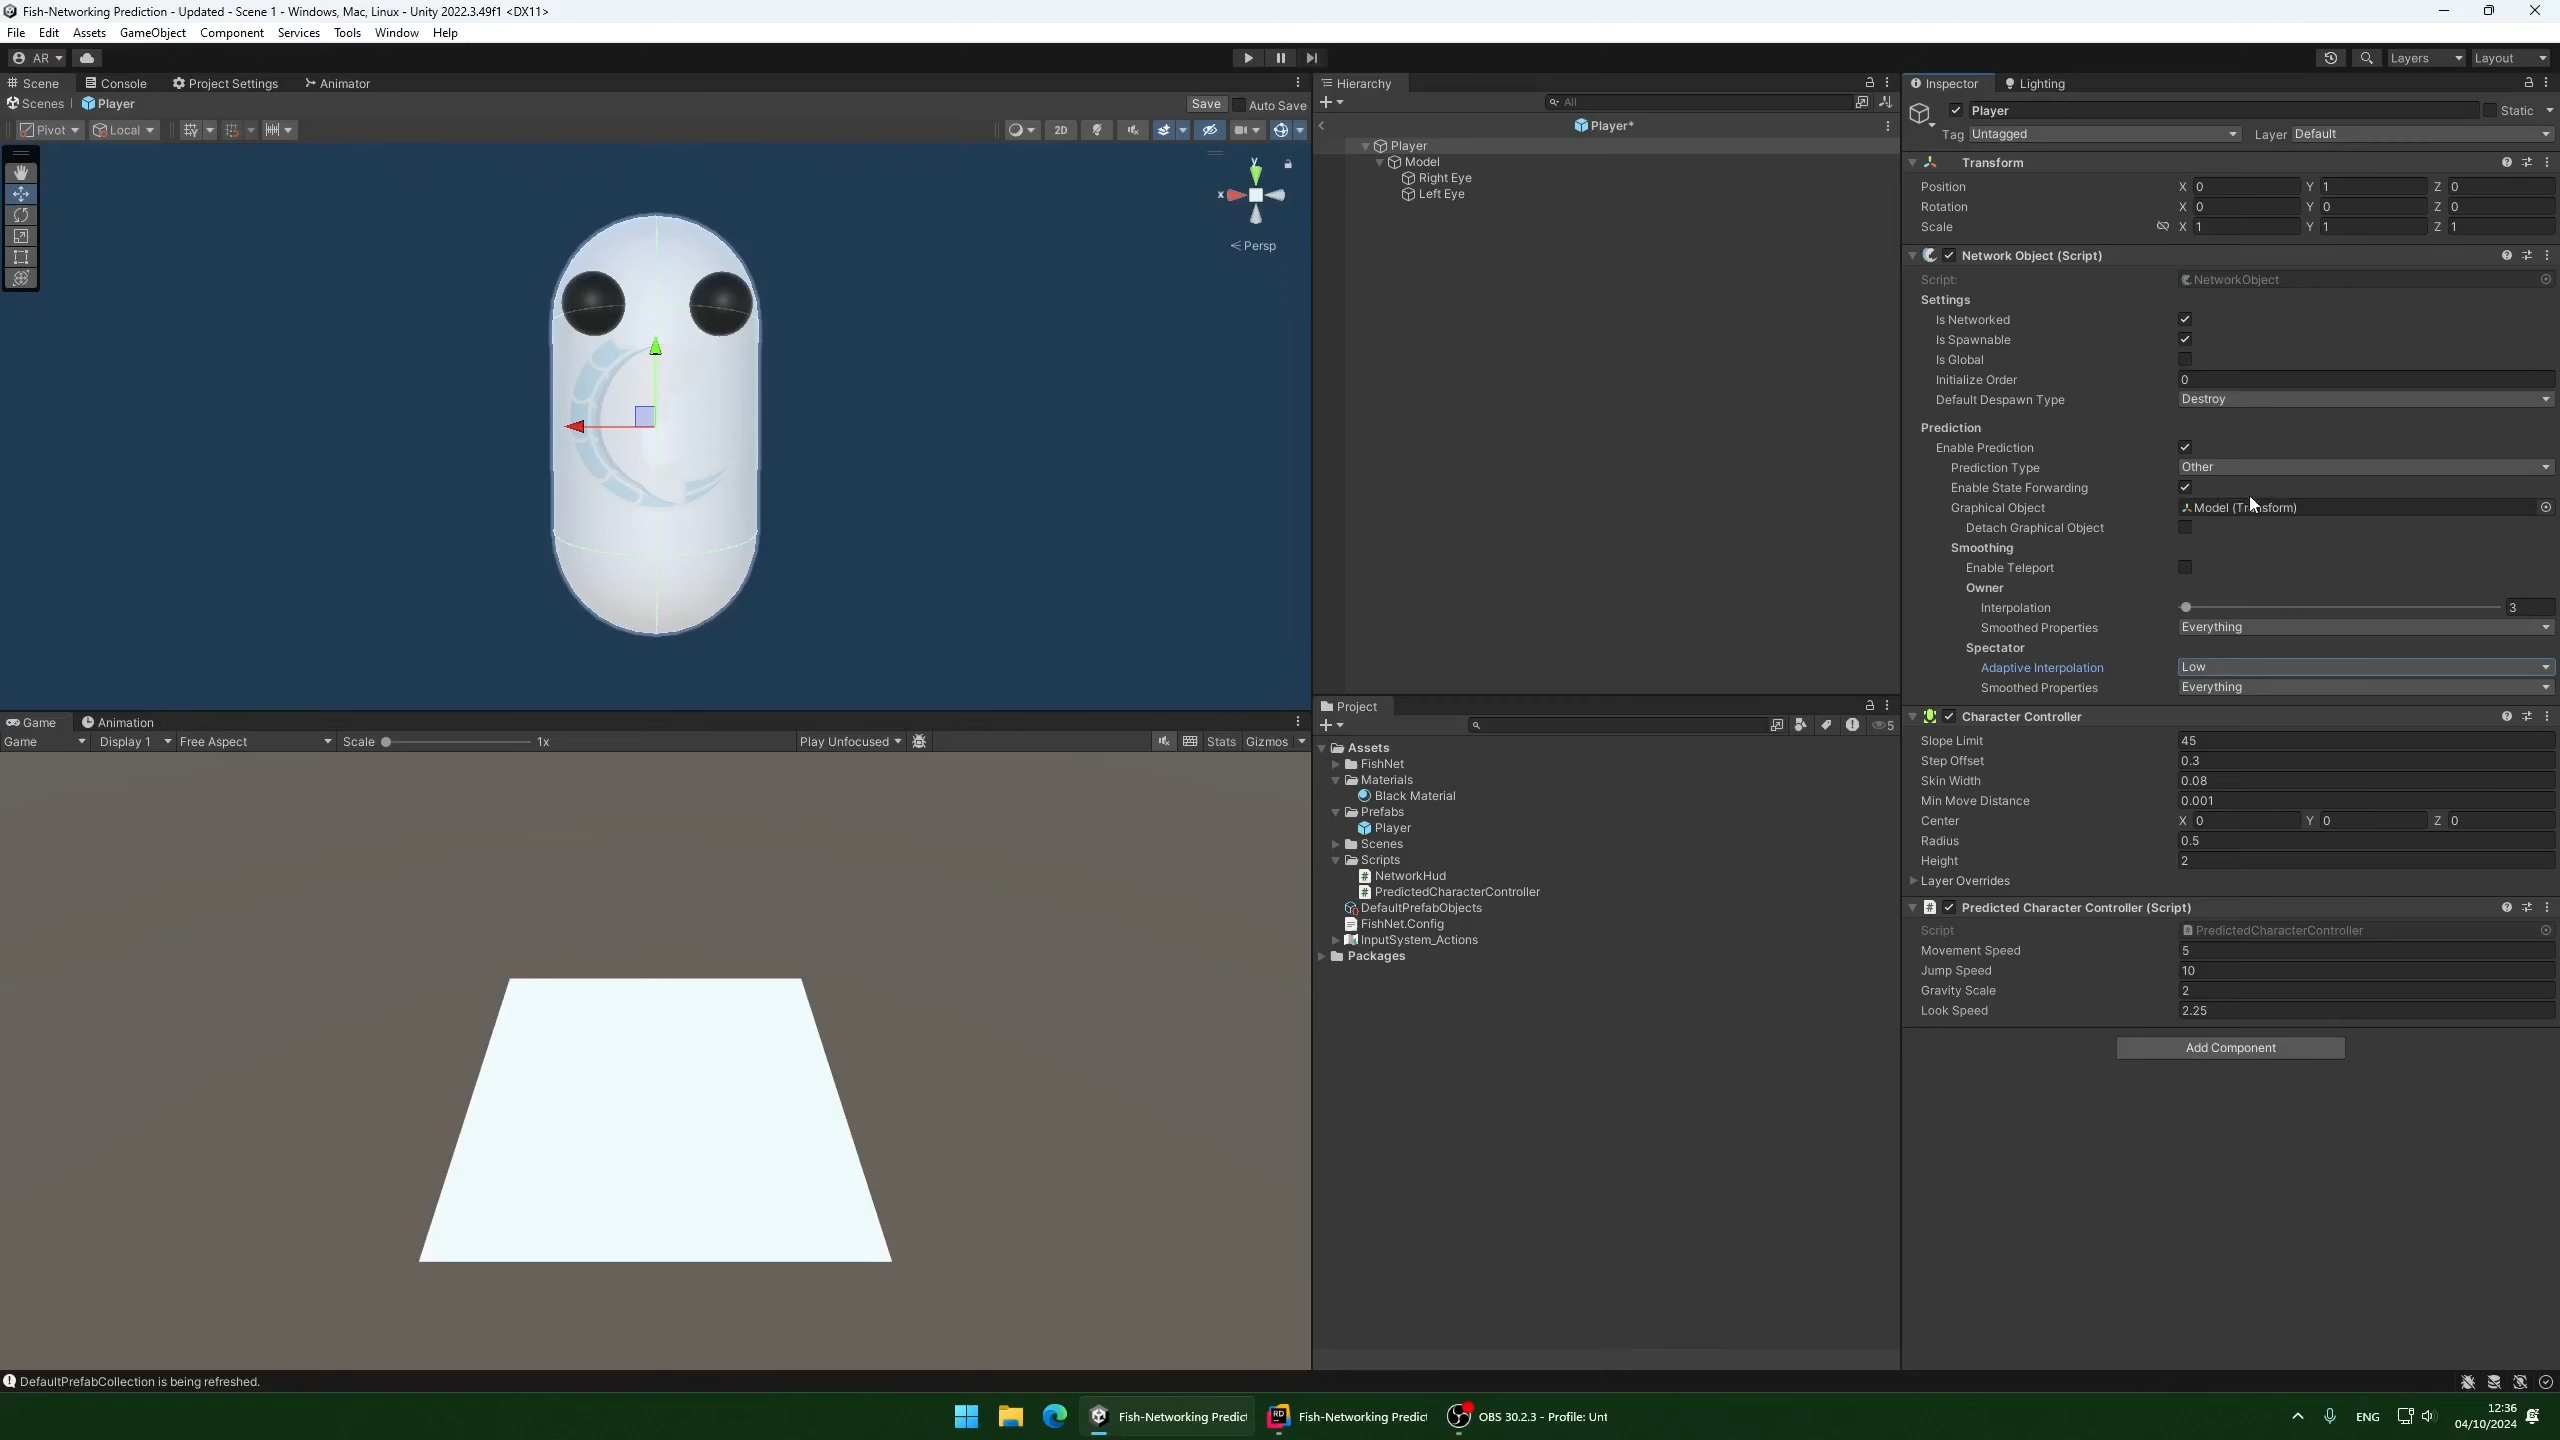 Fish-Networking Prediction - Updated - Scene 1 - Windows, Mac, Linux - Unity 2022.3.49f1 <DX11>
File Edit Assets GameObject Component Services Tools Window Help
AR Layers Layout
Scene Console Project Settings Animator
Scenes Player Save Auto Save
Pivot Local 2D
y
x
Persp
Hierarchy
All
Player*
Player
Model
Right Eye
Left Eye
Game Animation
Game Display 1 Free Aspect Scale 1x Play Unfocused Stats Gizmos
Project
5
Assets
FishNet
Materials
Black Material
Prefabs
Player
Scenes
Scripts
NetworkHud
PredictedCharacterController
DefaultPrefabObjects
FishNet.Config
InputSystem_Actions
Packages
Inspector Lighting
Player Static
Tag Untagged Layer Default
Transform
Position X 0 Y 1 Z 0
Rotation X 0 Y 0 Z 0
Scale X 1 Y 1 Z 1
Network Object (Script)
Script: NetworkObject
Settings
Is Networked
Is Spawnable
Is Global
Initialize Order 0
Default Despawn Type Destroy
Prediction
Enable Prediction
Prediction Type Other
Enable State Forwarding
Graphical Object Model (Transform)
Detach Graphical Object
Smoothing
Enable Teleport
Owner
Interpolation 3
Smoothed Properties Everything
Spectator
Adaptive Interpolation Low
Smoothed Properties Everything
Character Controller
Slope Limit 45
Step Offset 0.3
Skin Width 0.08
Min Move Distance 0.001
Center X 0 Y 0 Z 0
Radius 0.5
Height 2
Layer Overrides
Predicted Character Controller (Script)
Script PredictedCharacterController
Movement Speed 5
Jump Speed 10
Gravity Scale 2
Look Speed 2.25
Add Component
DefaultPrefabCollection is being refreshed.
Fish-Networking Predict RD Fish-Networking Predict OBS 30.2.3 - Profile: Unt
ENG 12:36
04/10/2024